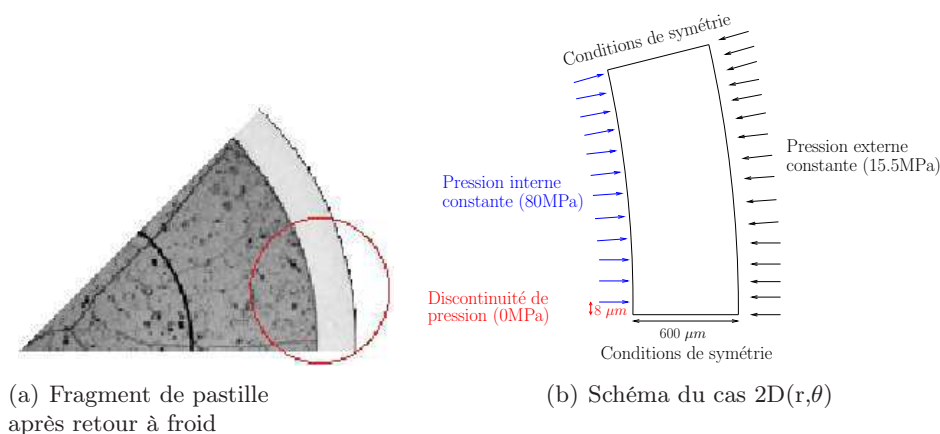 Conditions de symétrie
Pression interne
constante (80MPa)
Pression externe
constante (15.5MPa)
Discontinuité de
pression (0MPa)
8 µm
600 µm
Conditions de symétrie
(a) Fragment de pastille
après retour à froid
(b) Schéma du cas 2D(r,θ)